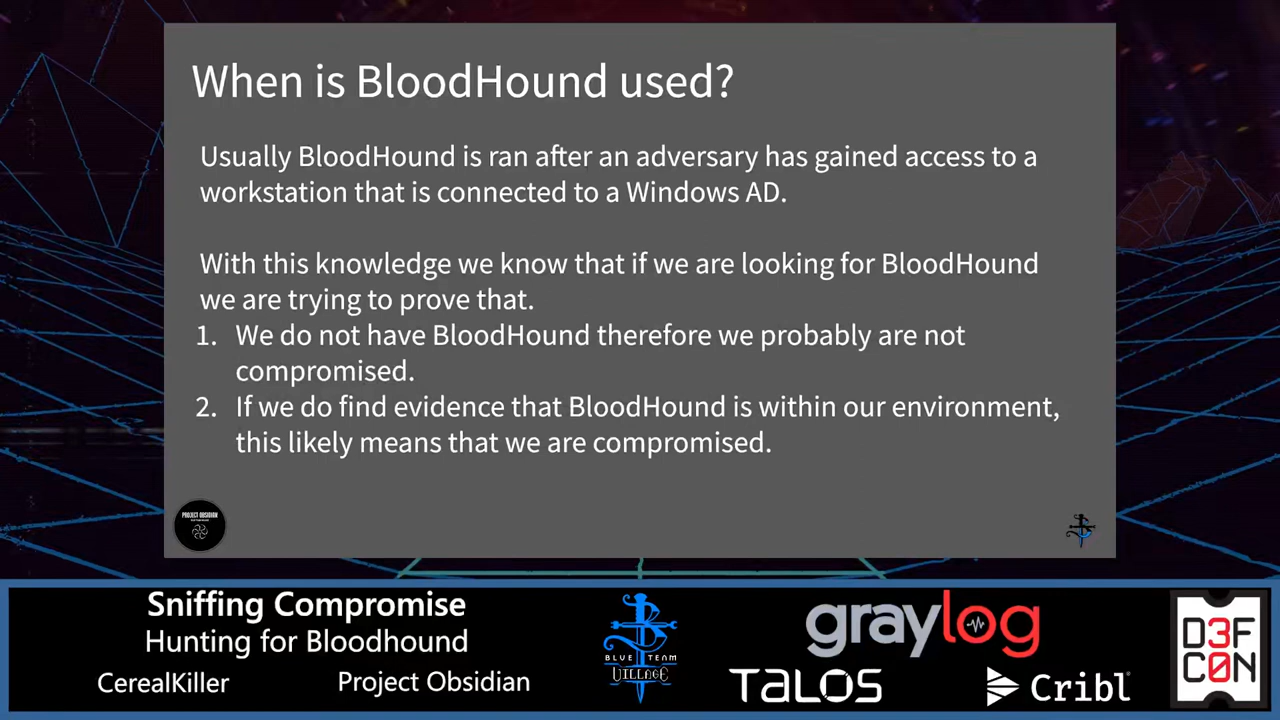 When is BloodHound used?
Usually BloodHound is ran after an adversary has gained access to a
workstation that is connected to a Windows AD.
With this knowledge we know that if we are looking for BloodHound
we are trying to prove that.
1. We do not have BloodHound therefore we probably are not
compromised.
2. If we do find evidence that BloodHound is within our environment,
this likely means that we are compromised.
PROJECT OBSIDIAN
Sniffing Compromise
Hunting for Bloodhound
CerealKiller
Project Obsidian
BLUE TEAM
VILLAGE
graylog
TALOS
Cribl
D3F
C0N